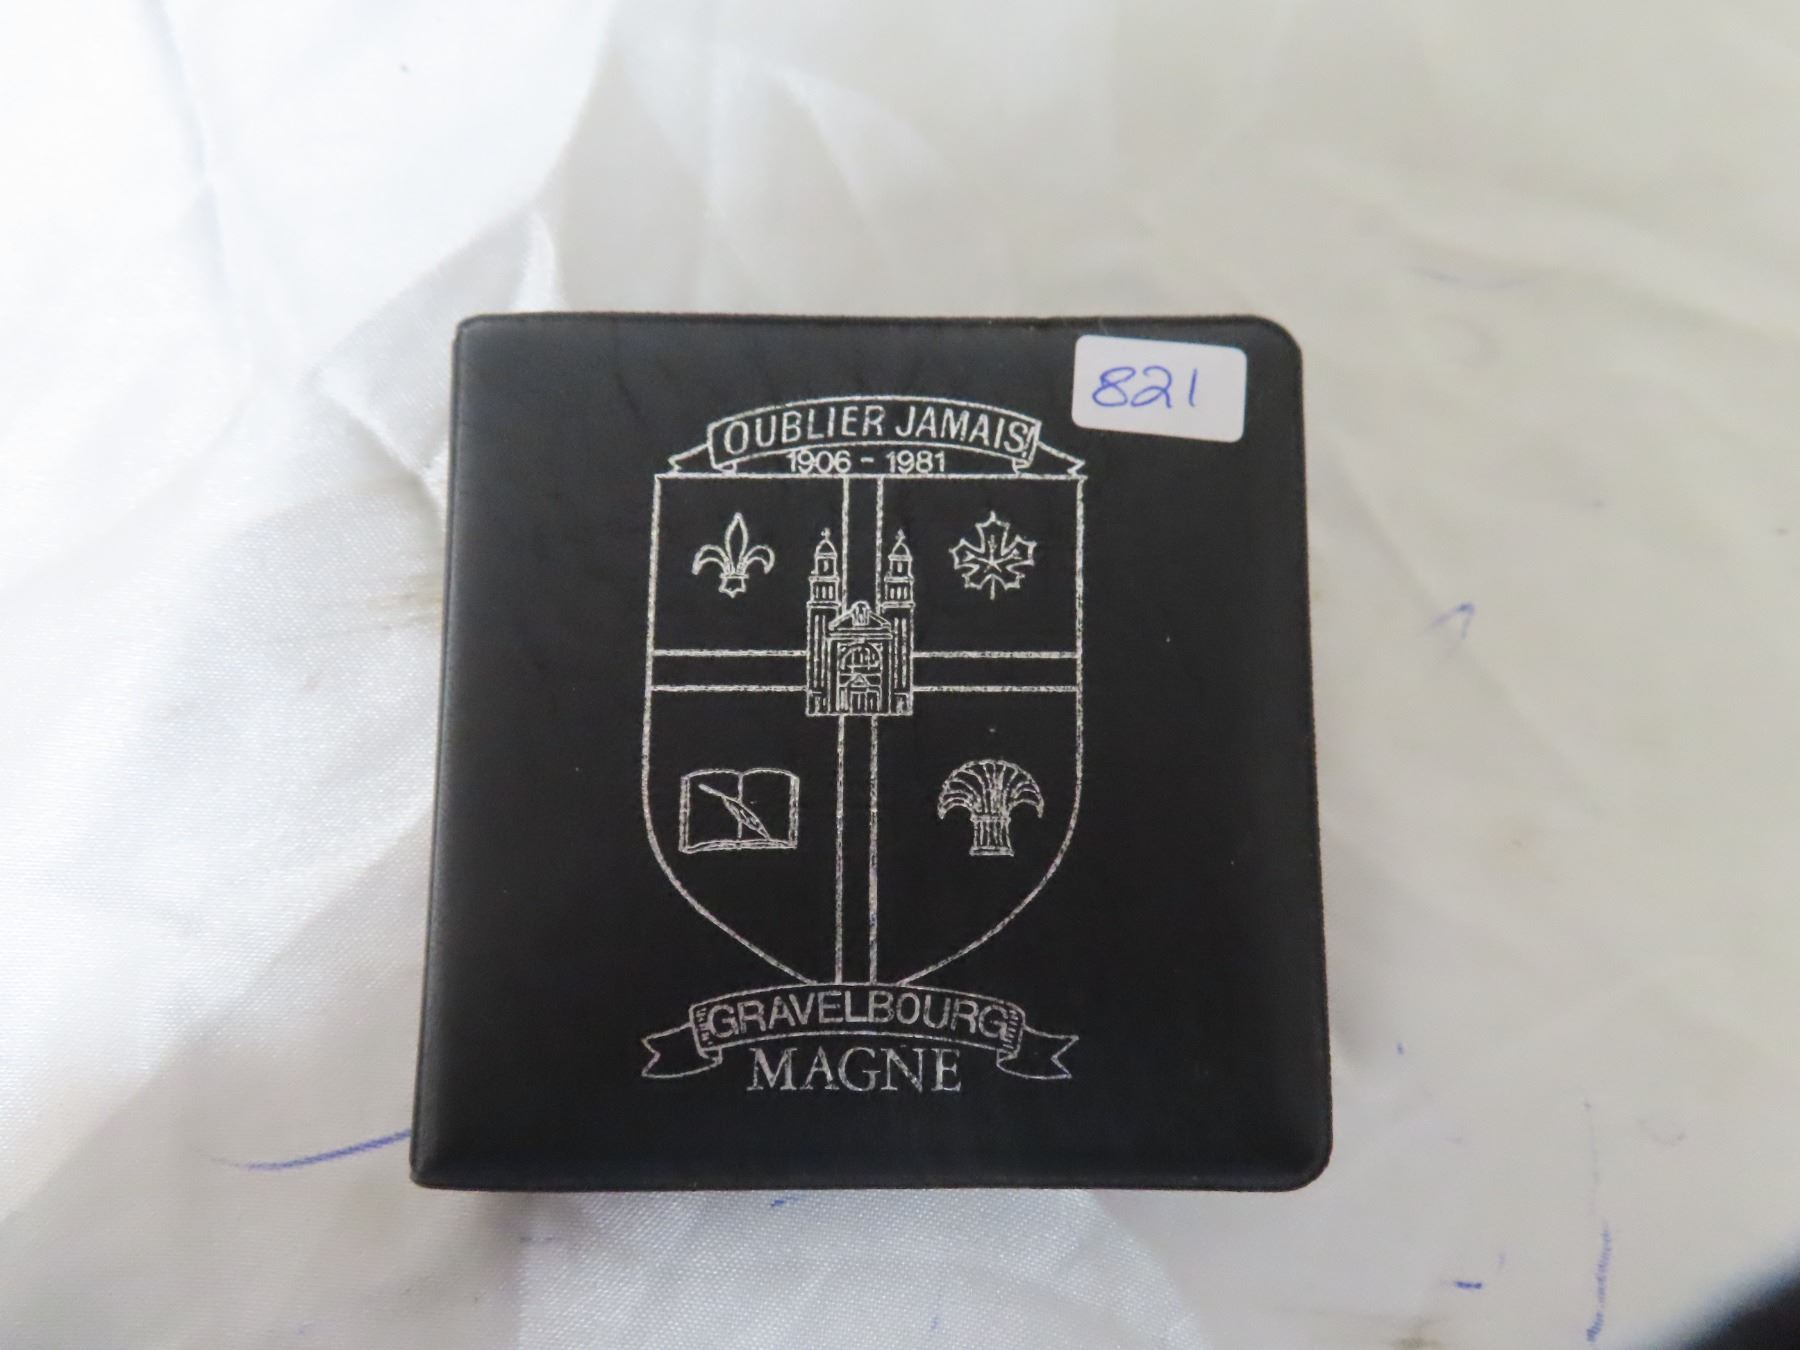 821
OUBLIER JAMAIS!
1906 - 1981
GRAVELBOURG
MAGNE